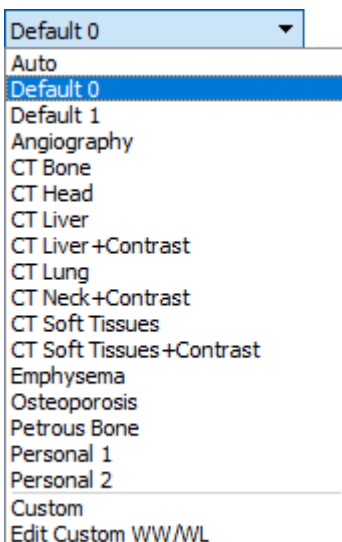 Default 0
Auto
Default 0
Default 1
Angiography
CT Bone
CT Head
CT Liver
CT Liver+Contrast
CT Lung
CT Neck+Contrast
CT Soft Tissues
CT Soft Tissues+Contrast
Emphysema
Osteoporosis
Petrous Bone
Personal 1
Personal 2
Custom
Edit Custom WW/WL